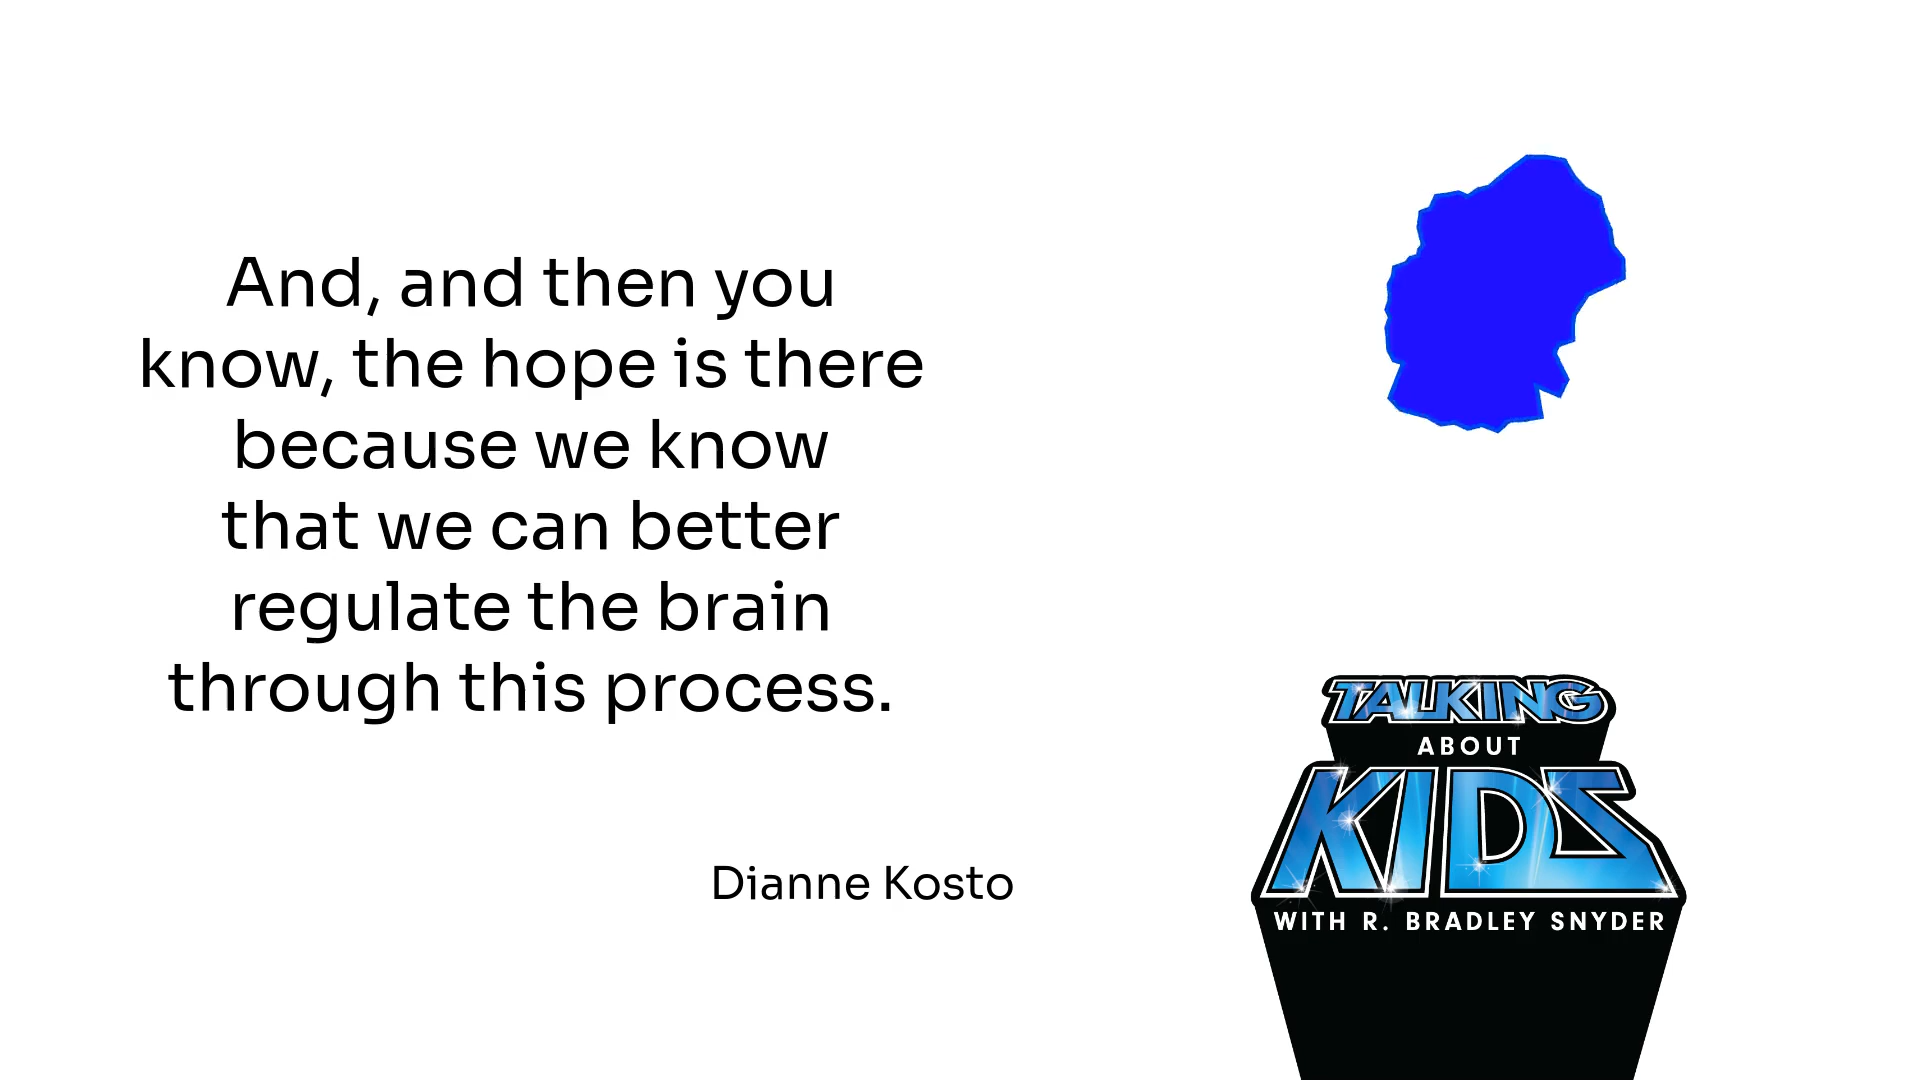 And, and then you
know, the hope is there
because we know
that we can better
regulate the brain
through this process.
Dianne Kosto
TALKING
ABOUT
KIDS
WITH R. BRADLEY SNYDER